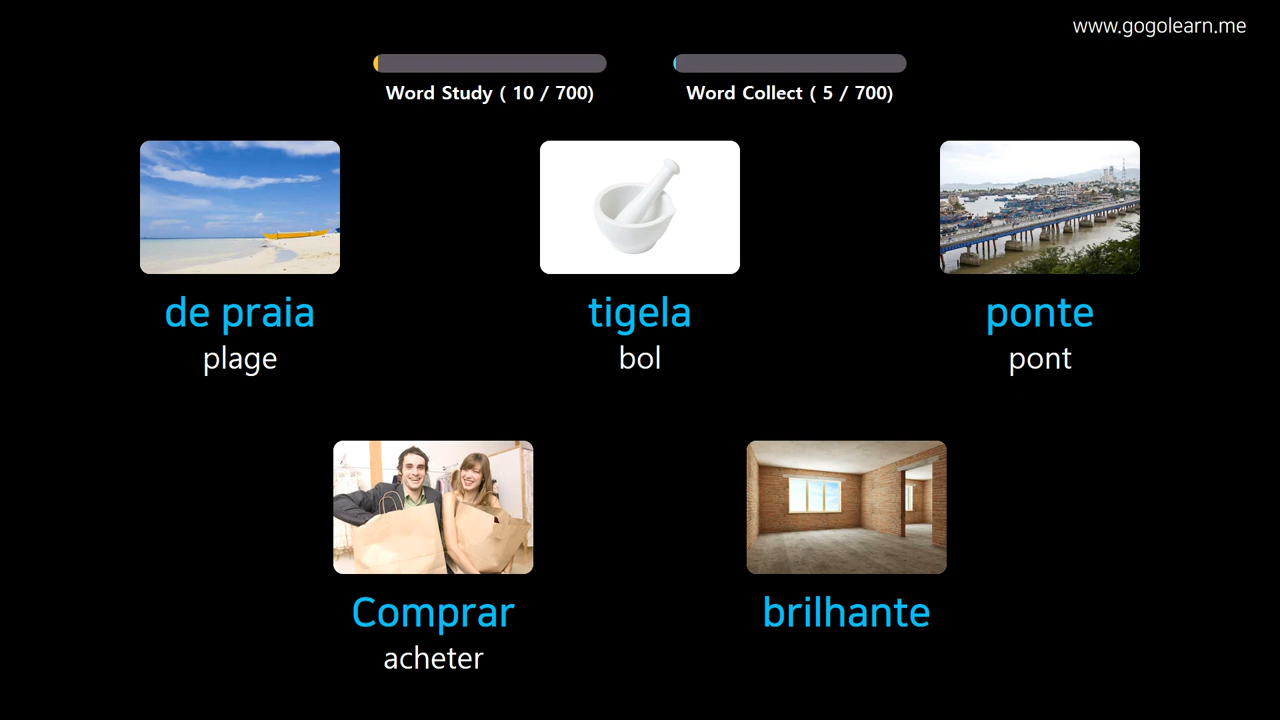 www.gogolearn.me
Word Study ( 10 / 700)
Word Collect ( 5 / 700)
de praia
plage
tigela
bol
ponte
pont
Comprar
acheter
brilhante